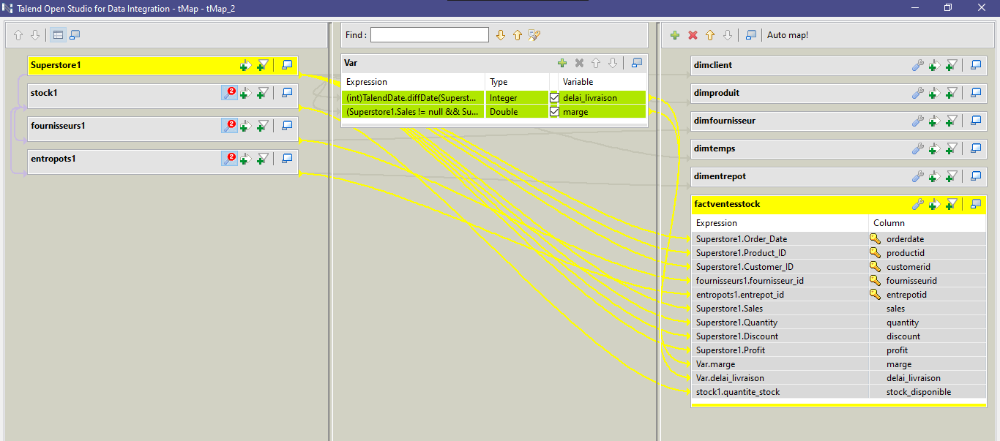 Talend Open Studio for Data Integration - tMap - tMap_2
Find :
Auto map!
Superstore1
stock1
2
fournisseurs1
2
entropots1
2
Var
Expression Type Variable
(int)TalendDate.diffDate(Superst... Integer delai_livraison
(Superstore1.Sales != null && Su... Double marge
dimclient
dimproduit
dimfournisseur
dimtemps
dimentrepot
factventesstock
Expression Column
Superstore1.Order_Date orderdate
Superstore1.Product_ID productid
Superstore1.Customer_ID customerid
fournisseurs1.fournisseur_id fournisseurid
entropots1.entrepot_id entrepotid
Superstore1.Sales sales
Superstore1.Quantity quantity
Superstore1.Discount discount
Superstore1.Profit profit
Var.marge marge
Var.delai_livraison delai_livraison
stock1.quantite_stock stock_disponible